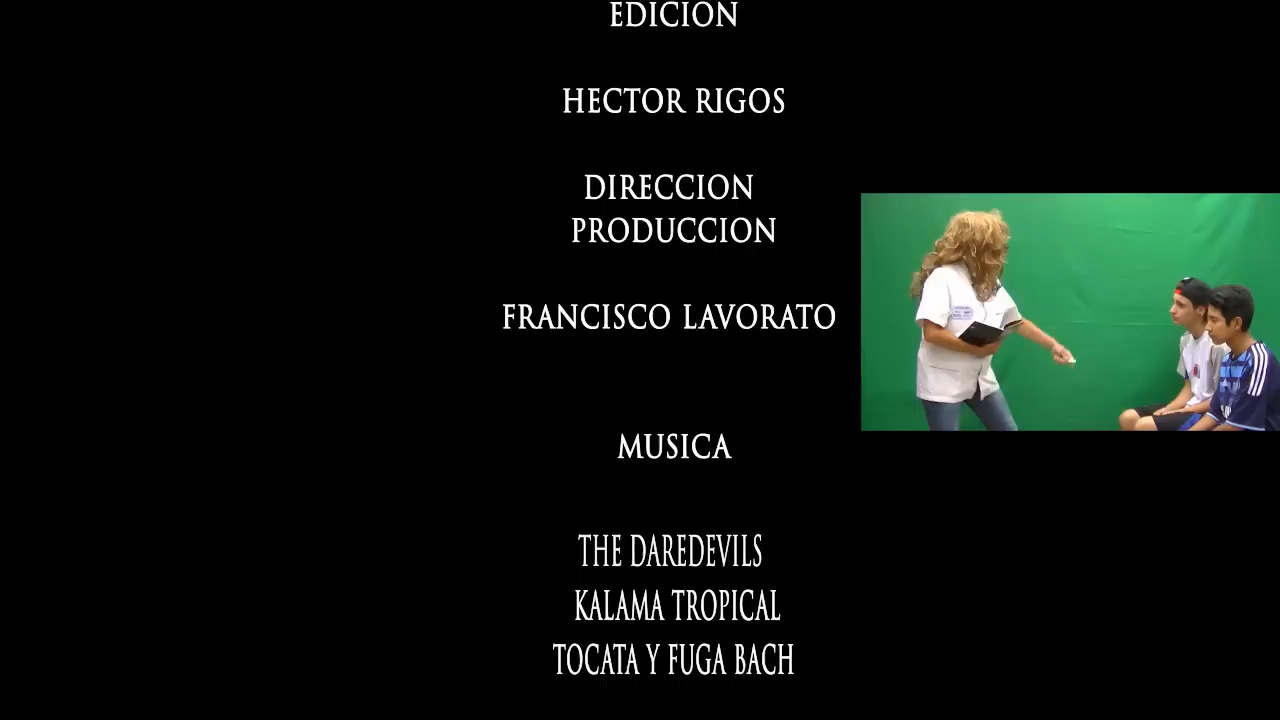 EDICION
HECTOR RIGOS
DIRECCION
PRODUCCION
FRANCISCO LAVORATO
MUSICA
THE DAREDEVILS
KALAMA TROPICAL
TOCATA Y FUGA BACH